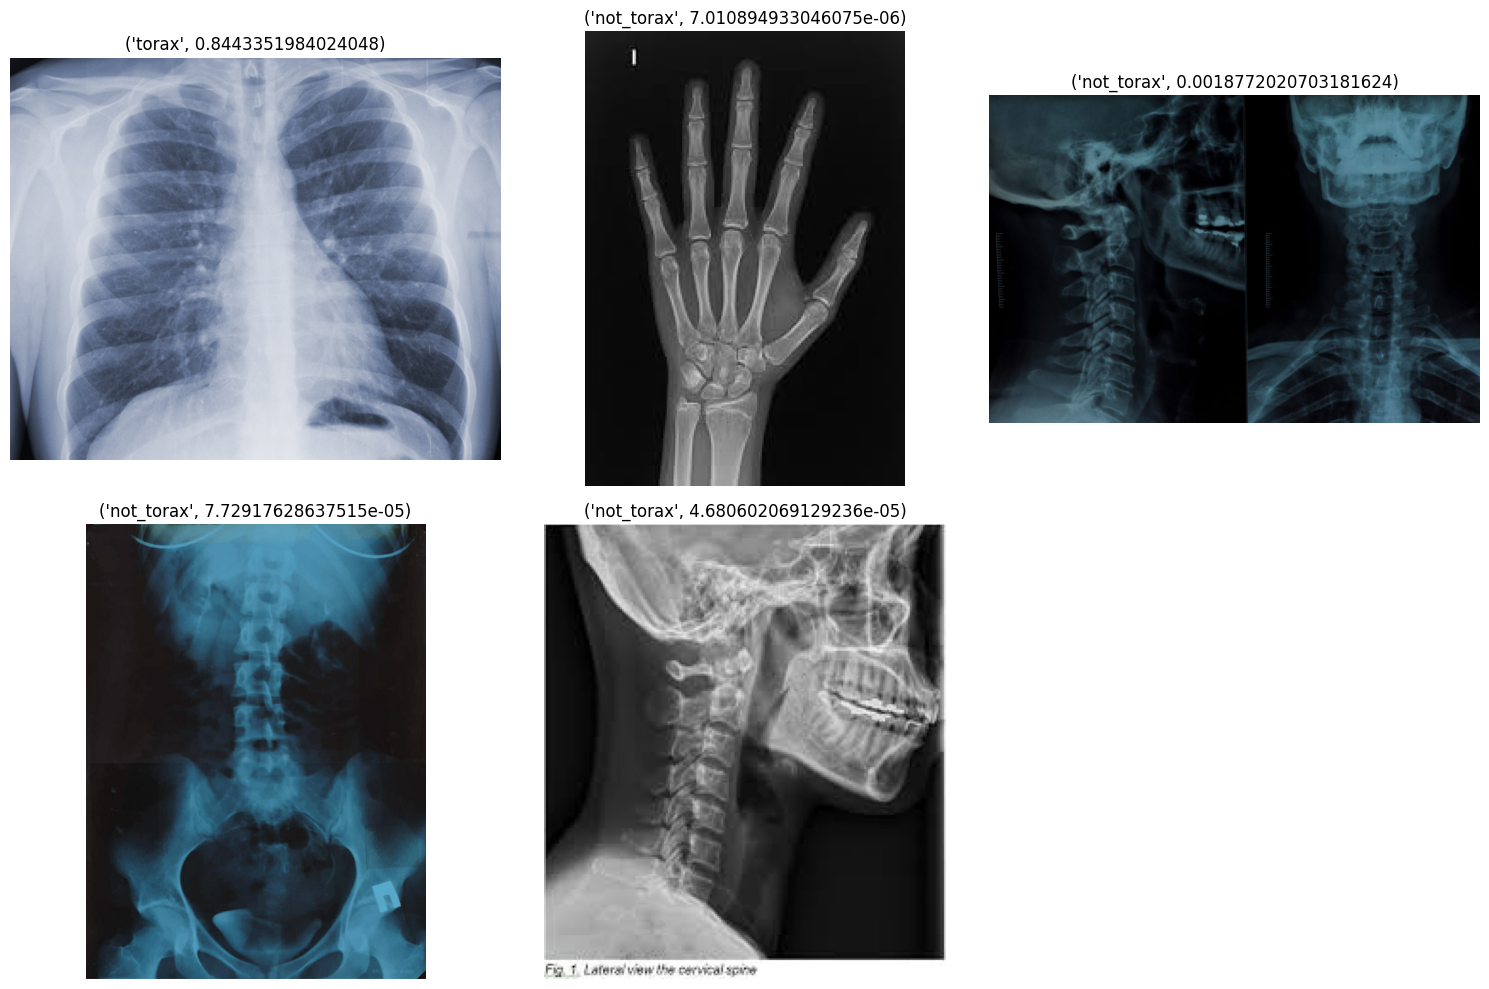 ('torax', 0.8443351984024048)
('not_torax', 7.010894933046075e-06)
('not_torax', 0.0018772020703181624)
('not_torax', 7.72917628637515e-05)
('not_torax', 4.680602069129236e-05)
Fig. 1. Lateral view the cervical spine